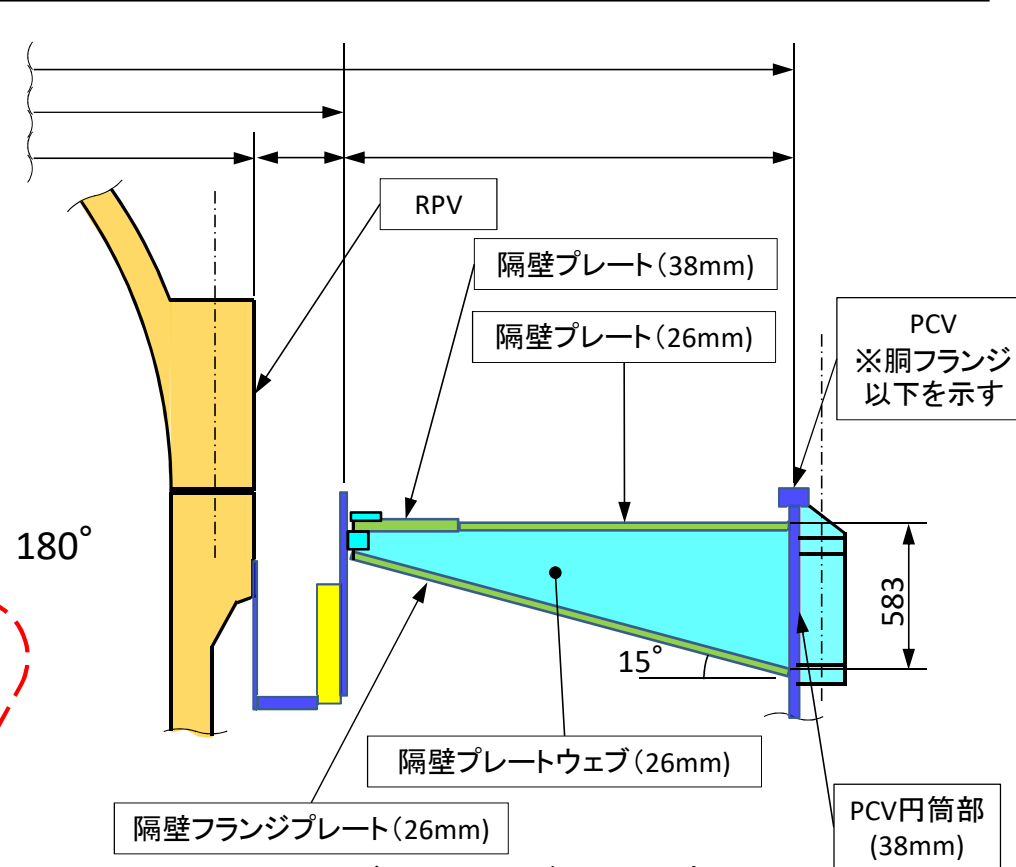 RPV
隔壁プレート(38mm)
隔壁プレート(26mm)
PCV
※胴フランジ
以下を示す
180°
583
15°
隔壁プレートウェブ(26mm)
隔壁フランジプレート(26mm)
PCV円筒部
(38mm)